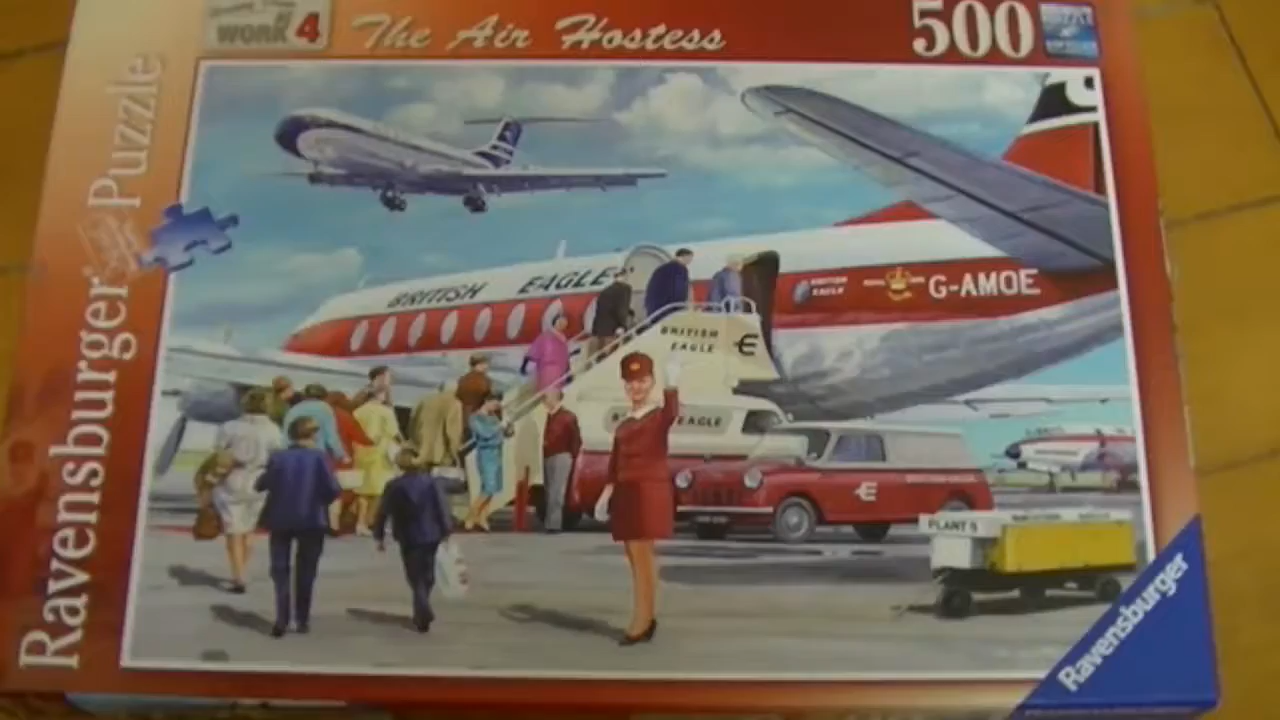 WORK 4
The Air Hostess
500
Ravensburger Puzzle
BRITISH EAGLE
BRITISH
EAGLE
G-AMOE
BRITISH
EAGLE
E
EAGLE
E
PLANT 5
Ravensburger